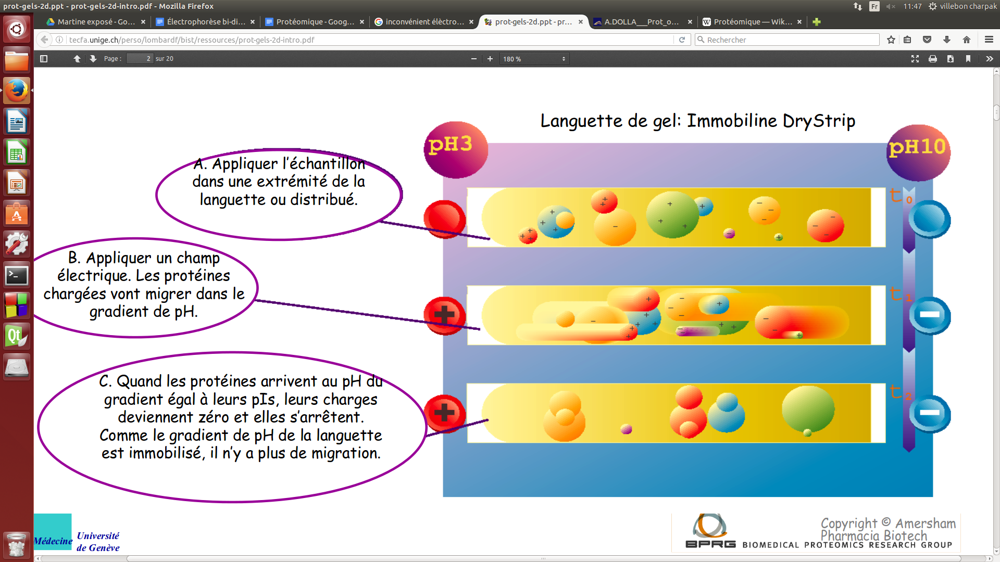 prot-gels-2d.ppt - prot-gels-2d-intro.pdf - Mozilla Firefox
Fr
11:47
villebon charpak
Martine exposé - Go...
Électrophorèse bi-di...
Protéomique - Goog...
inconvénient élèctro...
prot-gels-2d.ppt - pr...
A.DOLLA___Prot_o...
Protéomique — Wik...
tecfa.unige.ch/perso/lombardf/bist/ressources/prot-gels-2d-intro.pdf
Rechercher
Page :
2
sur 20
180 %
Languette de gel: Immobiline DryStrip
pH3
pH10
A. Appliquer l'échantillon
dans une extrémité de la
languette ou distribué.
t0
B. Appliquer un champ
électrique. Les protéines
chargées vont migrer dans le
gradient de pH.
t1
C. Quand les protéines arrivent au pH du
gradient égal à leurs pIs, leurs charges
deviennent zéro et elles s'arrêtent.
Comme le gradient de pH de la languette
est immobilisé, il n'y a plus de migration.
t2
Médecine
Université
de Genève
Copyright © Amersham
Pharmacia Biotech
BPRG BIOMEDICAL PROTEOMICS RESEARCH GROUP